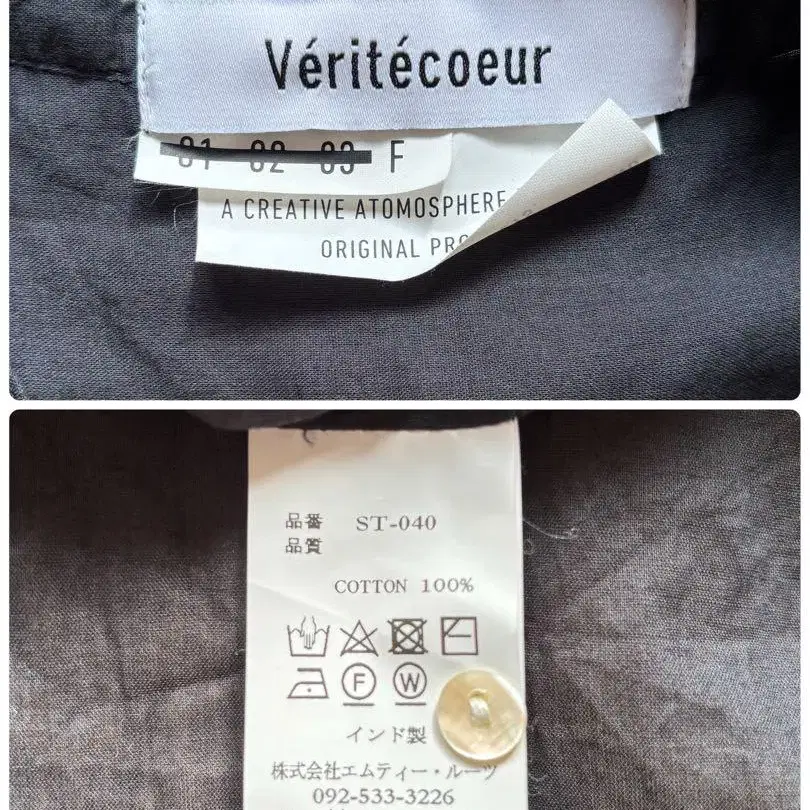 Véritécoeur
01 02 03 F
A CREATIVE ATOMOSPHERE
ORIGINAL
品番 ST-040
品質
COTTON 100%
F W
インド製
株式会社エムティー・ルーツ
092-533-3226